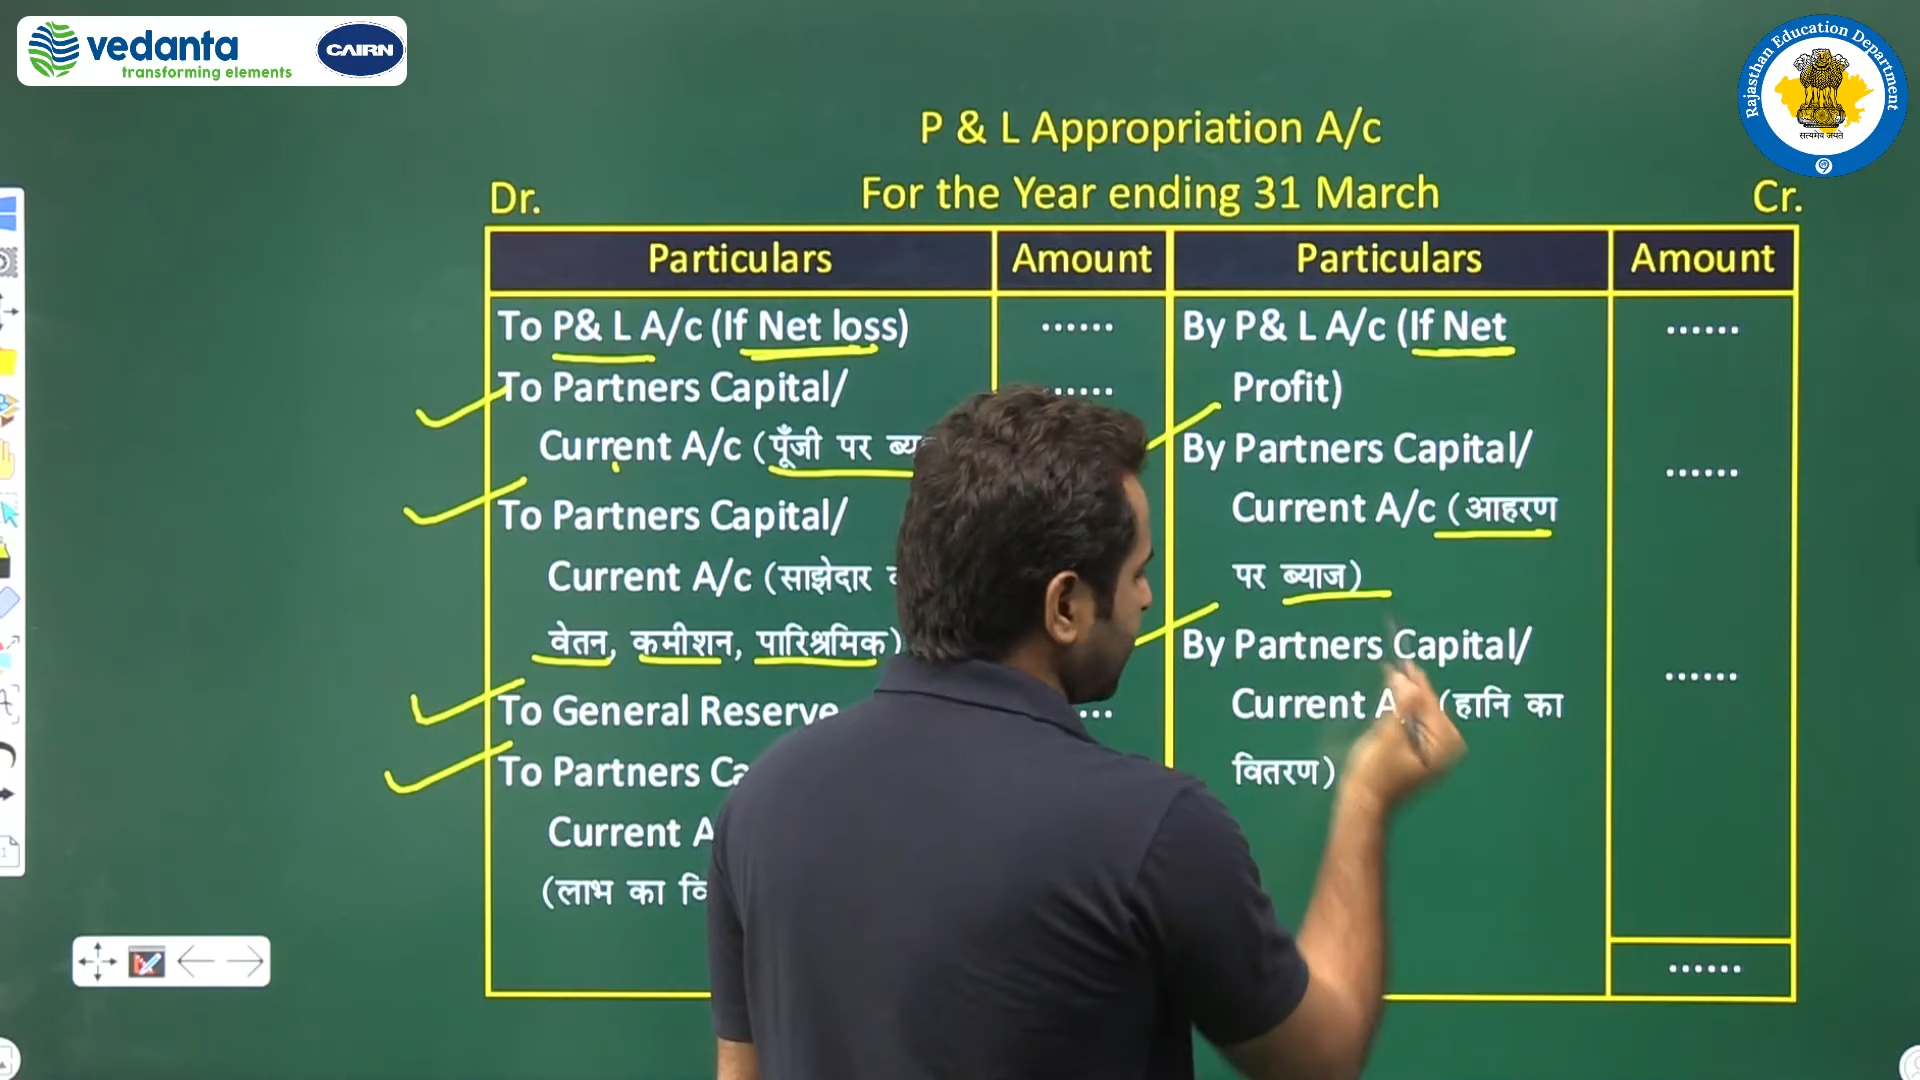 vedanta
transforming elements
CAIRN
Rajasthan Education Department
सत्यमेव जयते
P & L Appropriation A/c
For the Year ending 31 March
Dr.
Cr.
Particulars
Amount
Particulars
Amount
To P& L A/c (If Net loss)
......
To Partners Capital/
......
Current A/c (पूँजी पर
To Partners Capital/
Current A/c (साझेदार
वेतन, कमीशन, पारिश्रमिक)
To General Reserve
...
To Partners
Current
(लाभ का
By P& L A/c (If Net
......
Profit)
By Partners Capital/
......
Current A/c (आहरण
पर ब्याज)
By Partners Capital/
......
Current (हानि का
वितरण)
......